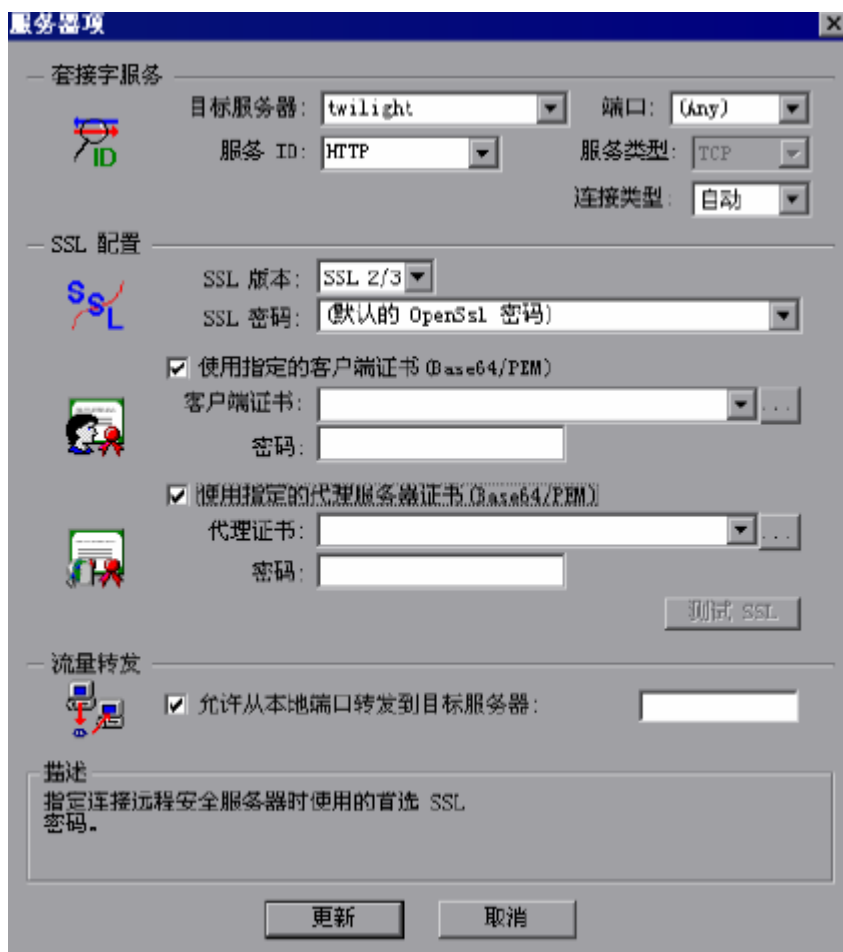 服务器项
套接字服务
目标服务器: twilight 端口: (Any)
ID
服务 ID: HTTP 服务类型: TCP
连接类型: 自动
SSL 配置
SSL
SSL 版本: SSL 2/3
SSL 密码: (默认的 OpenSsl 密码)
使用指定的客户端证书(Base64/PEM)
客户端证书: ...
密码:
使用指定的代理服务器证书(Base64/PEM)
代理证书: ...
密码:
测试 SSL
流量转发
允许从本地端口转发到目标服务器:
描述
指定连接远程安全服务器时使用的首选 SSL
密码。
更新 取消